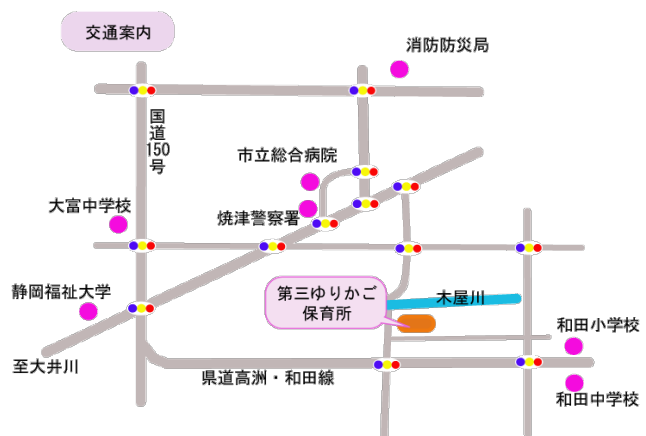 交通案内
消防防災局
国道150号
市立総合病院
大富中学校
焼津警察署
静岡福祉大学
第三ゆりかご
保育所
木屋川
和田小学校
至大井川
県道高洲・和田線
和田中学校